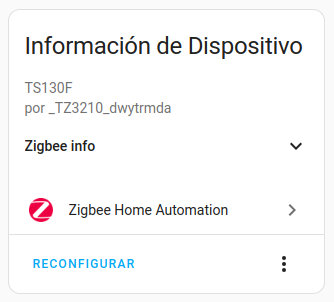 Información de Dispositivo
TS130F
por _TZ3210_dwytrmda
Zigbee info
Zigbee Home Automation
RECONFIGURAR